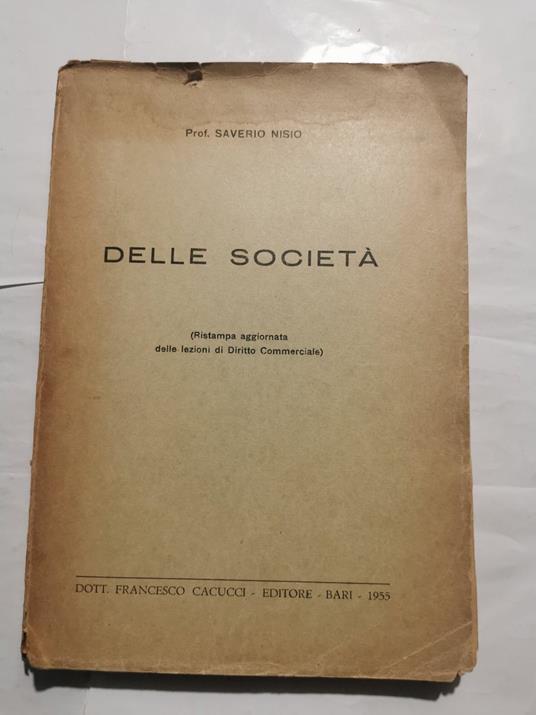 Prof. SAVERIO NISIO
DELLE SOCIETÀ
(Ristampa aggiornata
delle lezioni di Diritto Commerciale)
DOTT. FRANCESCO CACUCCI - EDITORE - BARI - 1955